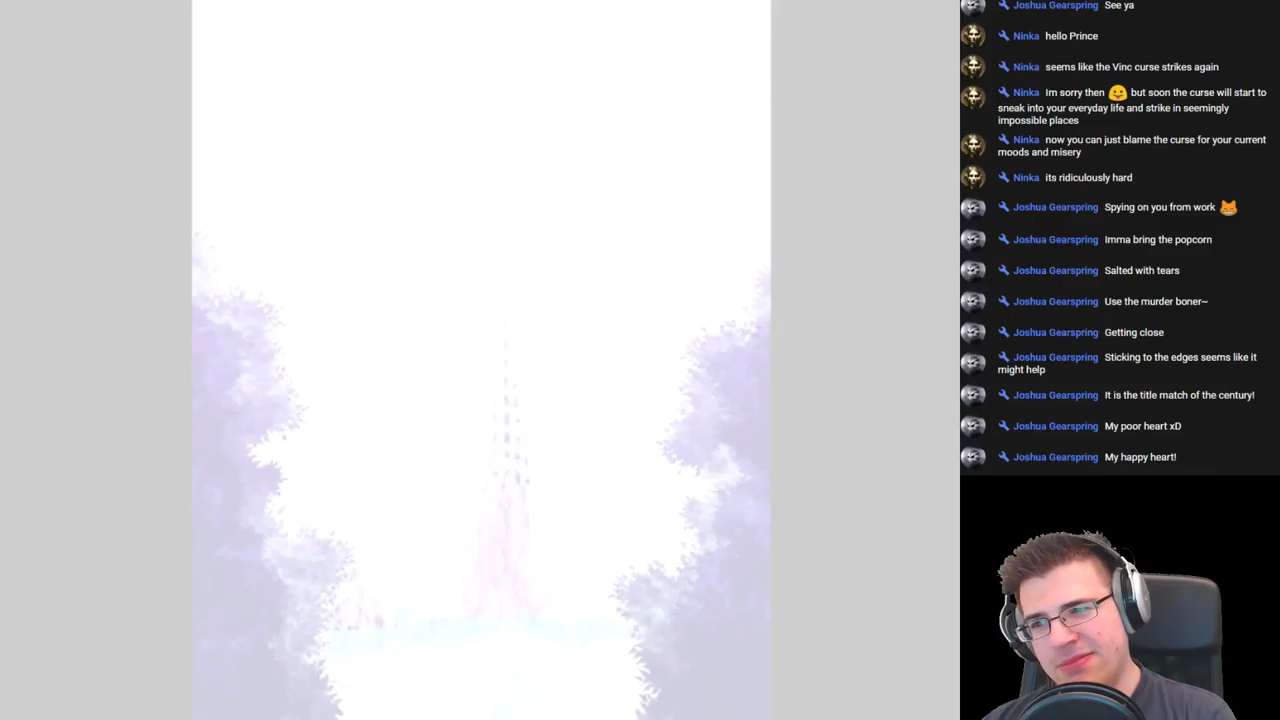 Joshua Gearspring See ya
Ninka hello Prince
Ninka seems like the Vinc curse strikes again
Ninka Im sorry then 😛 but soon the curse will start to
sneak into your everyday life and strike in seemingly
impossible places
Ninka now you can just blame the curse for your current
moods and misery
Ninka its ridiculously hard
Joshua Gearspring Spying on you from work 😸
Joshua Gearspring Imma bring the popcorn
Joshua Gearspring Salted with tears
Joshua Gearspring Use the murder boner~
Joshua Gearspring Getting close
Joshua Gearspring Sticking to the edges seems like it
might help
Joshua Gearspring It is the title match of the century!
Joshua Gearspring My poor heart xD
Joshua Gearspring My happy heart!